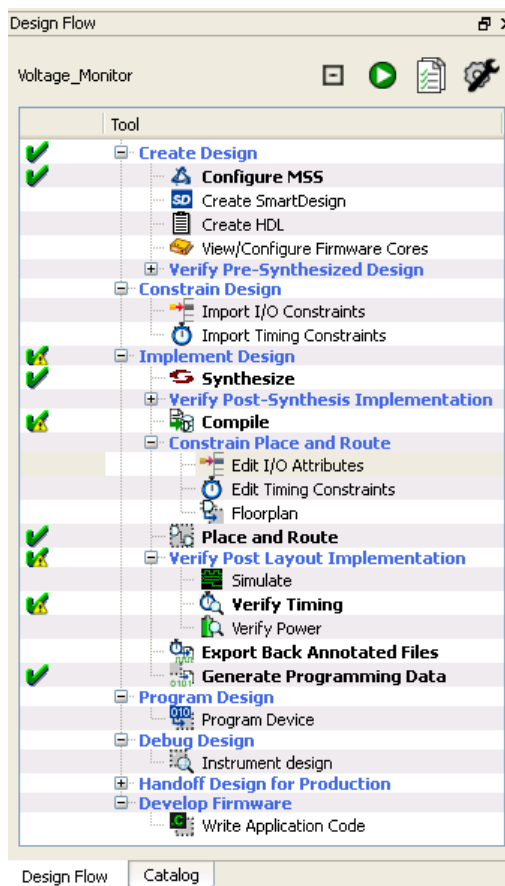 Design Flow
Voltage_Monitor
Tool
Create Design
Configure MSS
SD Create SmartDesign
Create HDL
View/Configure Firmware Cores
Verify Pre-Synthesized Design
Constrain Design
Import I/O Constraints
Import Timing Constraints
Implement Design
Synthesize
Verify Post-Synthesis Implementation
Compile
Constrain Place and Route
Edit I/O Attributes
Edit Timing Constraints
Floorplan
Place and Route
Verify Post Layout Implementation
Simulate
Verify Timing
Verify Power
Export Back Annotated Files
Generate Programming Data
Program Design
Program Device
Debug Design
Instrument design
Handoff Design for Production
Develop Firmware
Write Application Code
Design Flow Catalog